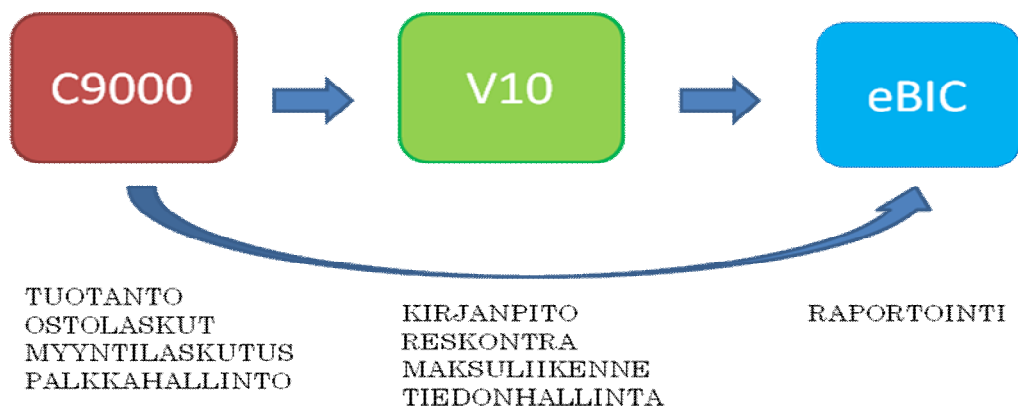 C9000
V10
eBIC
TUOTANTO
OSTOLASKUT
MYYNTILASKUTUS
PALKKAHALLINTO
KIRJANPITO
RESKONTRA
MAKSULIIKENNE
TIEDONHALLINTA
RAPORTOINTI